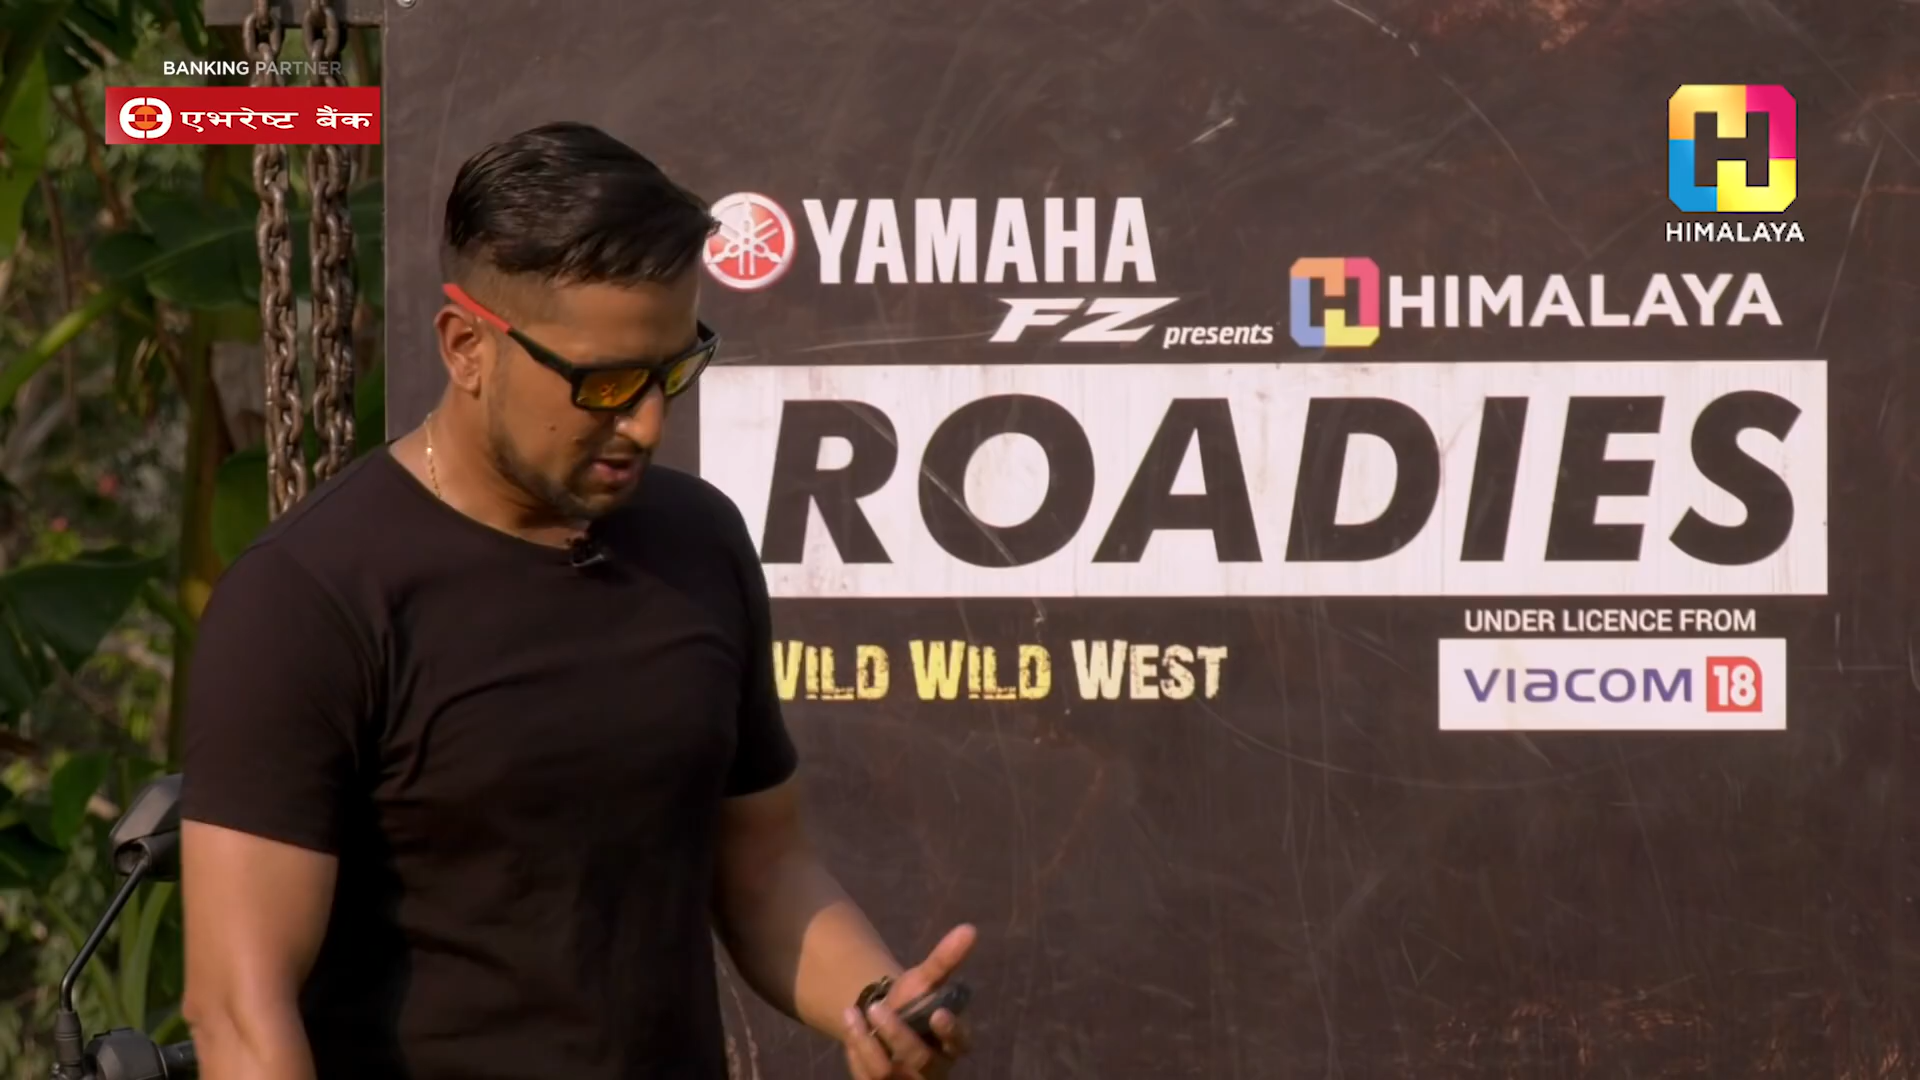 BANKING PARTNER
एभरेष्ट बैंक
HIMALAYA
YAMAHA
FZ presents HIMALAYA
ROADIES
WILD WILD WEST
UNDER LICENCE FROM
VIACOM 18